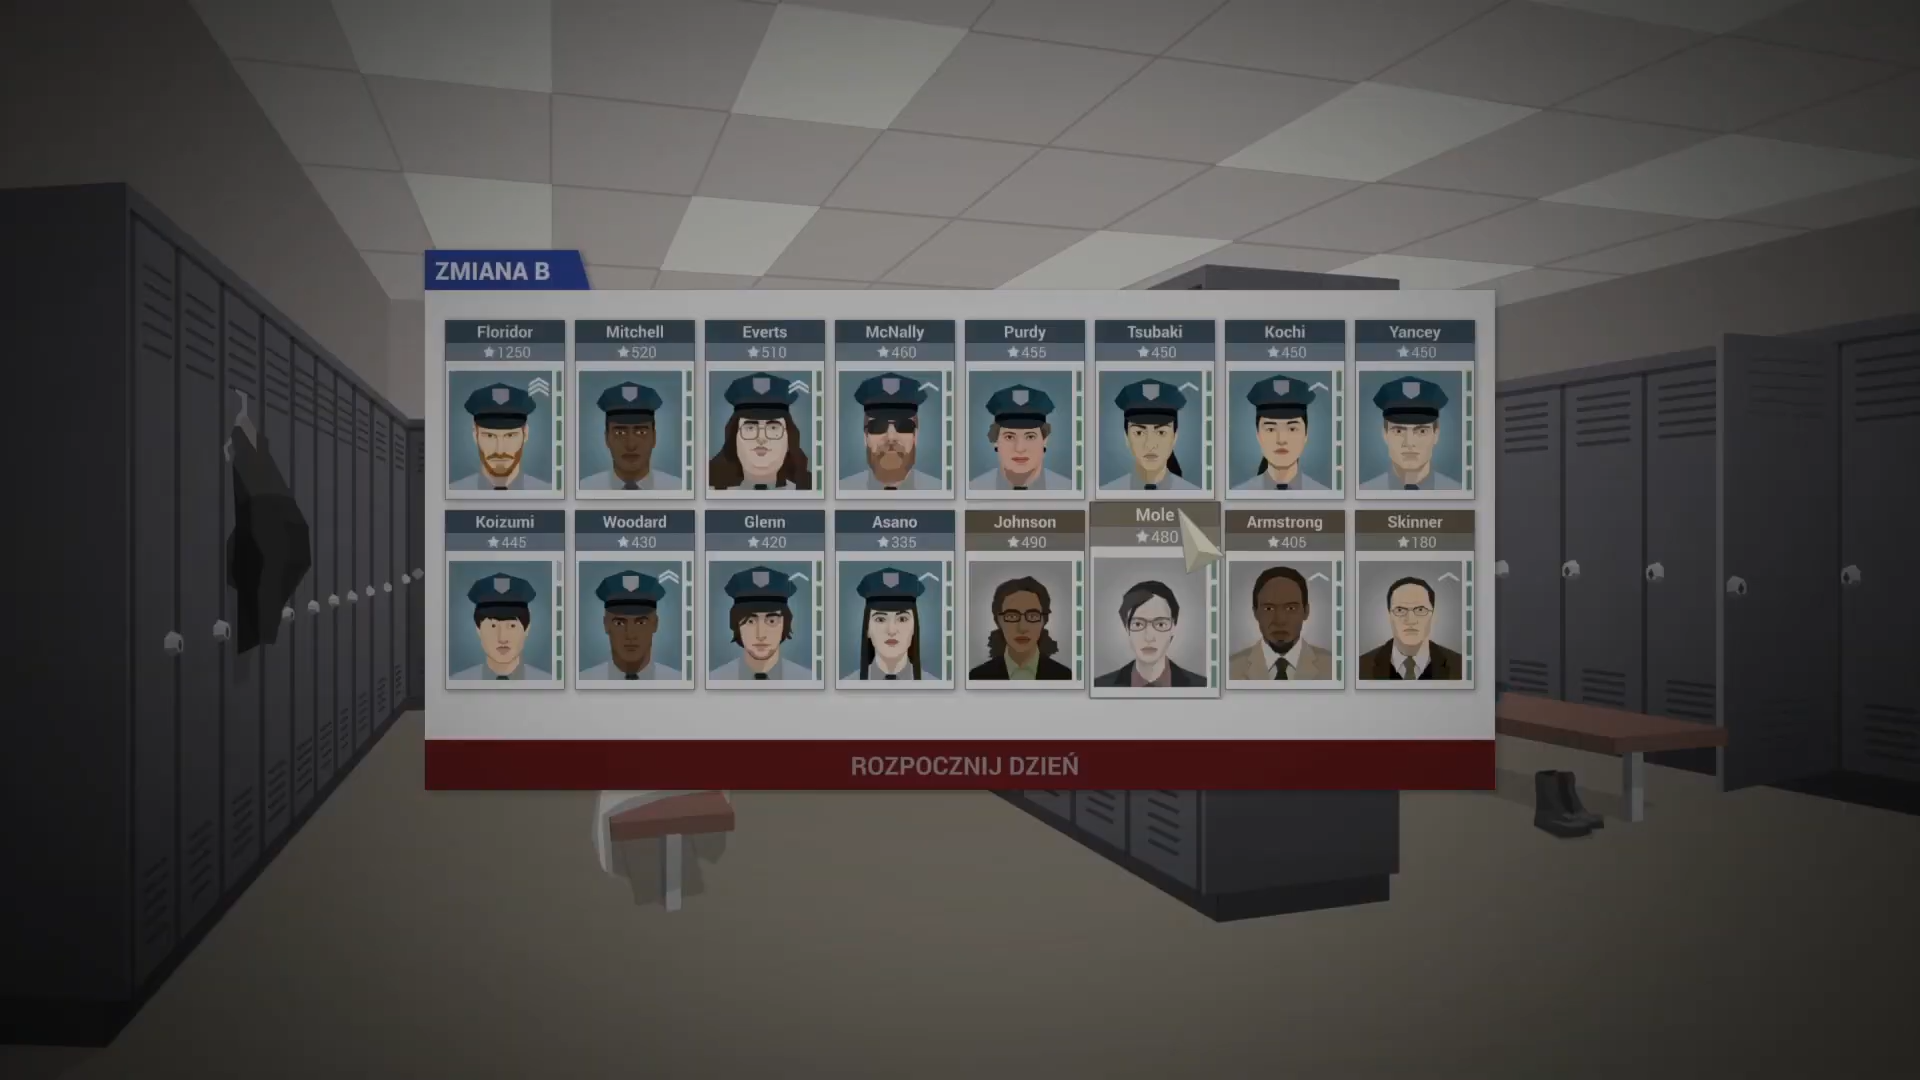 ZMIANA B
Floridor Mitchell Everts McNally Purdy Tsubaki Kochi Yancey
★1250 ★520 ★510 ★460 ★455 ★450 ★450 ★450
Koizumi Woodard Glenn Asano Johnson Mole Armstrong Skinner
★445 ★430 ★420 ★335 ★490 ★480 ★405 ★180
ROZPOCZNIJ DZIEŃ